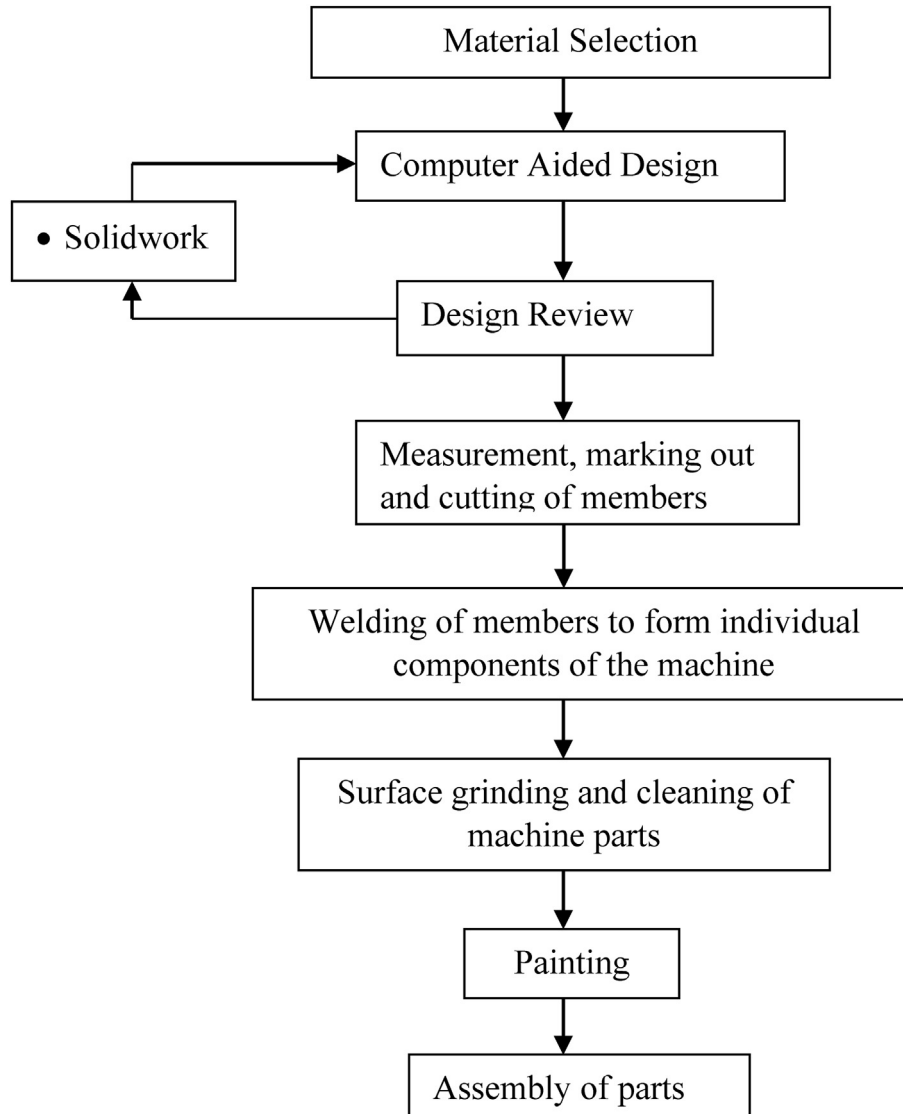 Material Selection
Computer Aided Design
• Solidwork
Design Review
Measurement, marking out
and cutting of members
Welding of members to form individual
components of the machine
Surface grinding and cleaning of
machine parts
Painting
Assembly of parts